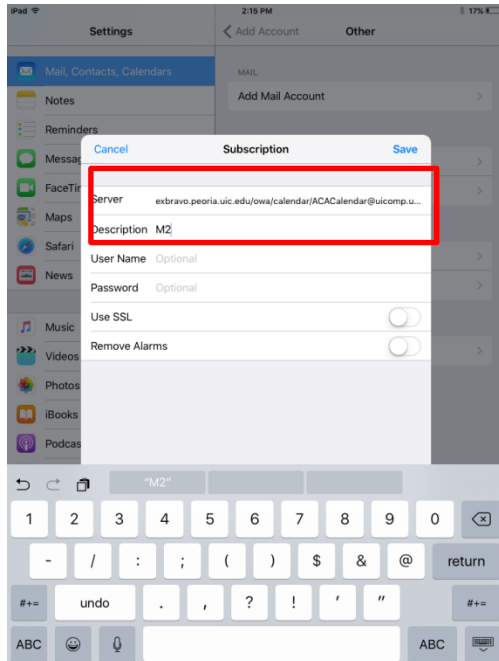 iPad 2:15 PM 17%
Settings
Add Account Other
Mail, Contacts, Calendars
MAIL
Notes
Add Mail Account
Reminders
Cancel Subscription Save
Messag
Server exbravo.peoria.uic.edu/owa/calendar/ACACalendar@uicomp.u...
FaceTim
Description M2
Maps
User Name Optional
Safari
Password Optional
News
Use SSL
Music
Remove Alarms
Videos
Photos
iBooks
Podcas
"M2"
1 2 3 4 5 6 7 8 9 0
- / : ; ( ) $ & @ return
#+= undo . , ? ! ' " #+=
ABC ABC